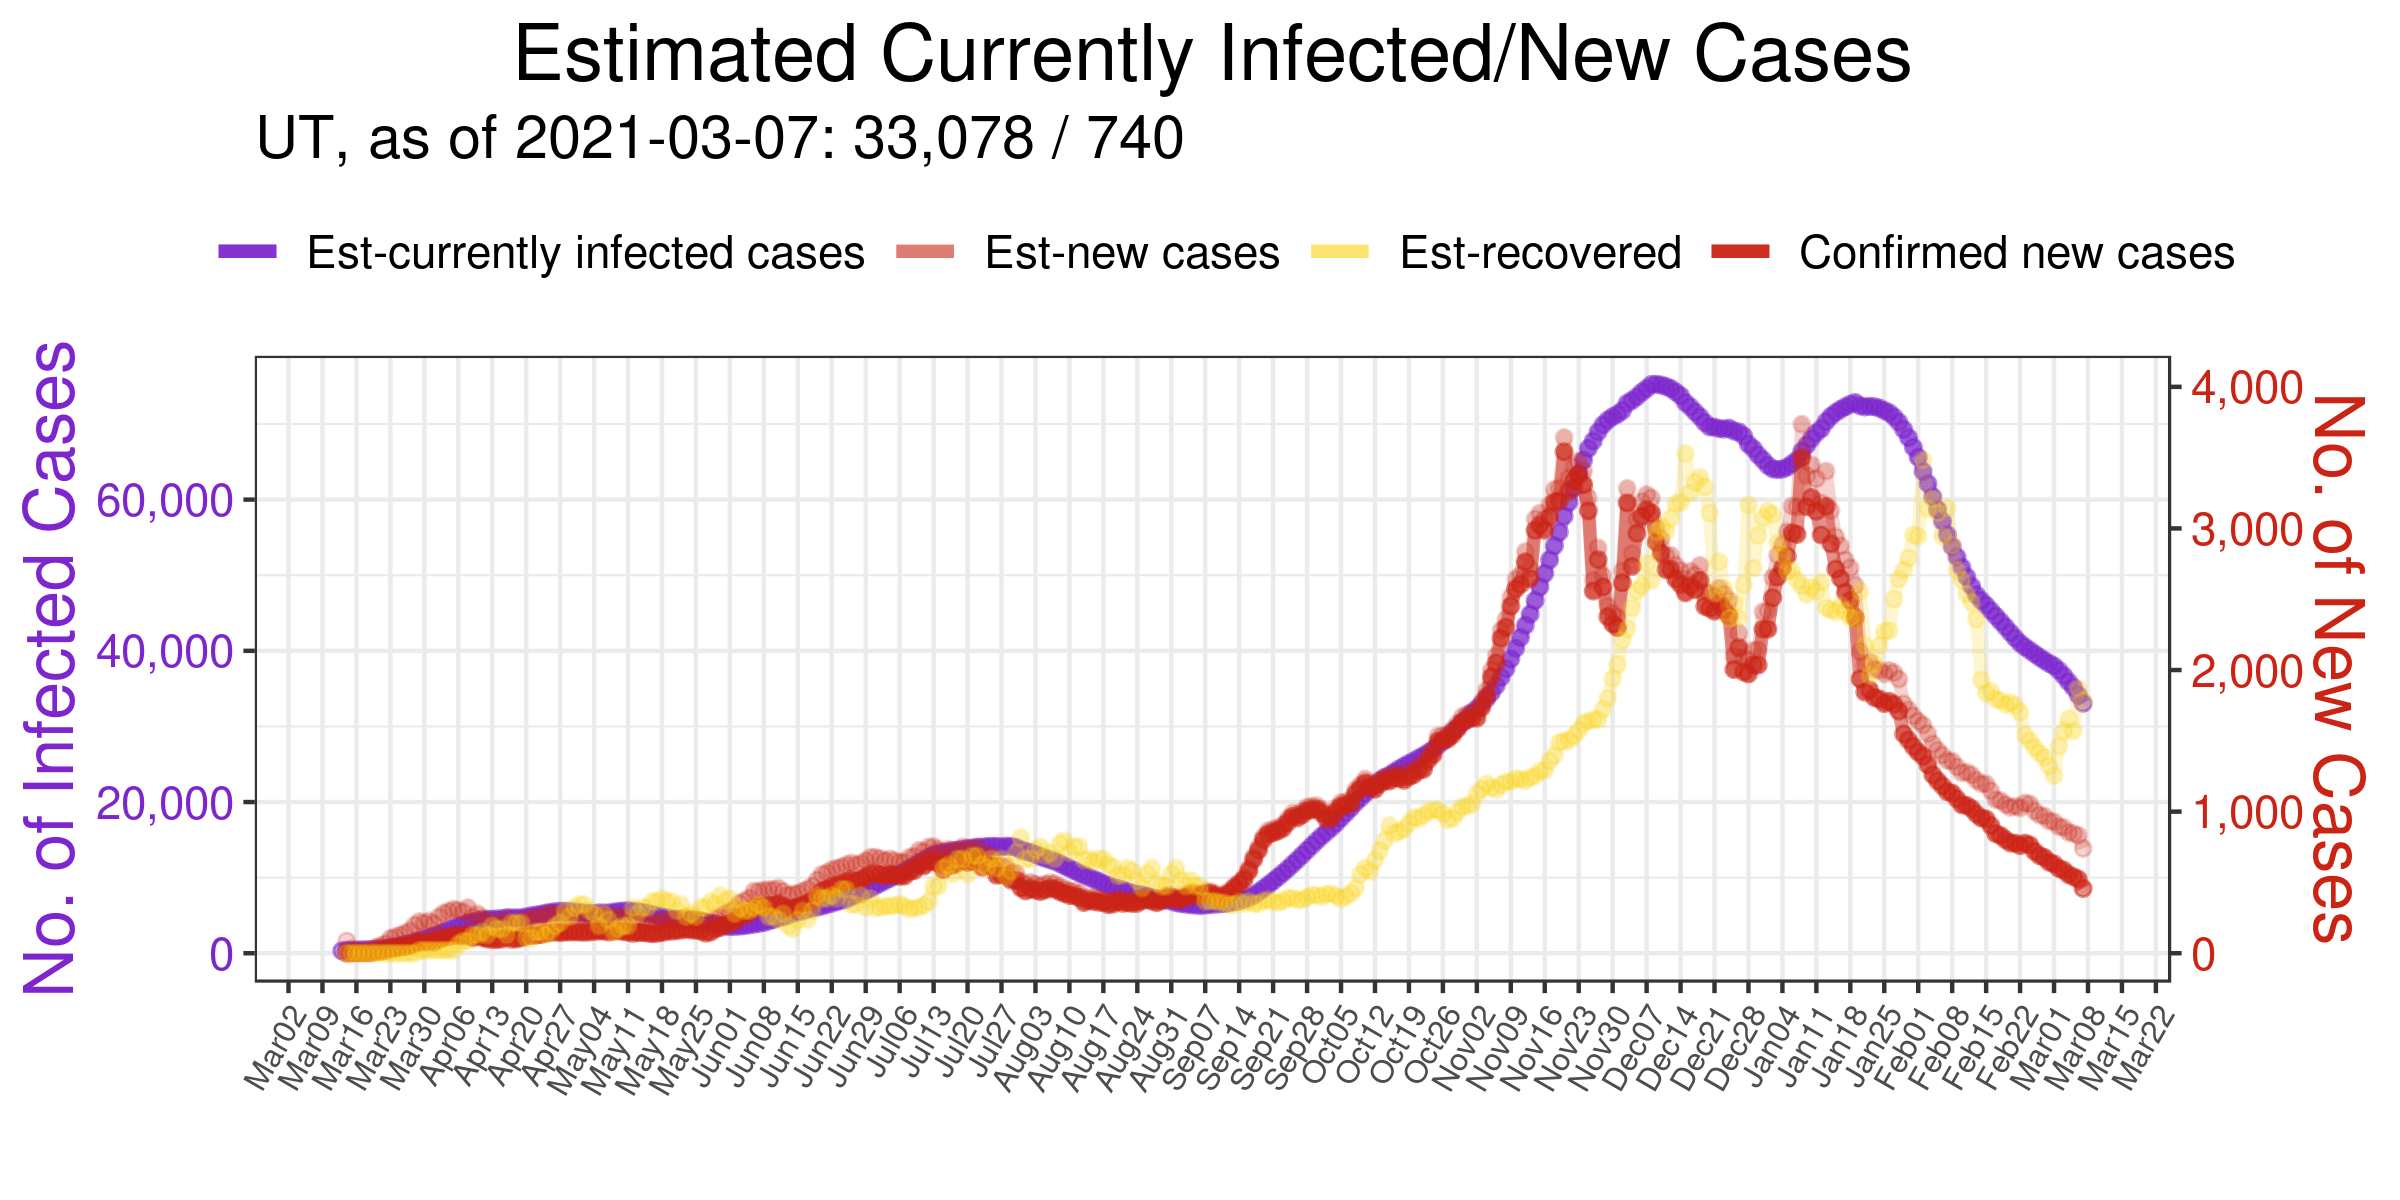 Estimated Currently Infected/New Cases
UT, as of 2021-03-07: 33,078 / 740
Est-currently infected cases
Est-new cases
Est-recovered
Confirmed new cases
No. of Infected Cases
60,000
40,000
20,000
0
4,000
3,000
2,000
1,000
0
No. of New Cases
Mar02
Mar09
Mar16
Mar23
Mar30
Apr06
Apr13
Apr20
Apr27
May04
May11
May18
May25
Jun01
Jun08
Jun15
Jun22
Jun29
Jul06
Jul13
Jul20
Jul27
Aug03
Aug10
Aug17
Aug24
Aug31
Sep07
Sep14
Sep21
Sep28
Oct05
Oct12
Oct19
Oct26
Nov02
Nov09
Nov16
Nov23
Nov30
Dec07
Dec14
Dec21
Dec28
Jan04
Jan11
Jan18
Jan25
Feb01
Feb08
Feb15
Feb22
Mar01
Mar08
Mar15
Mar22